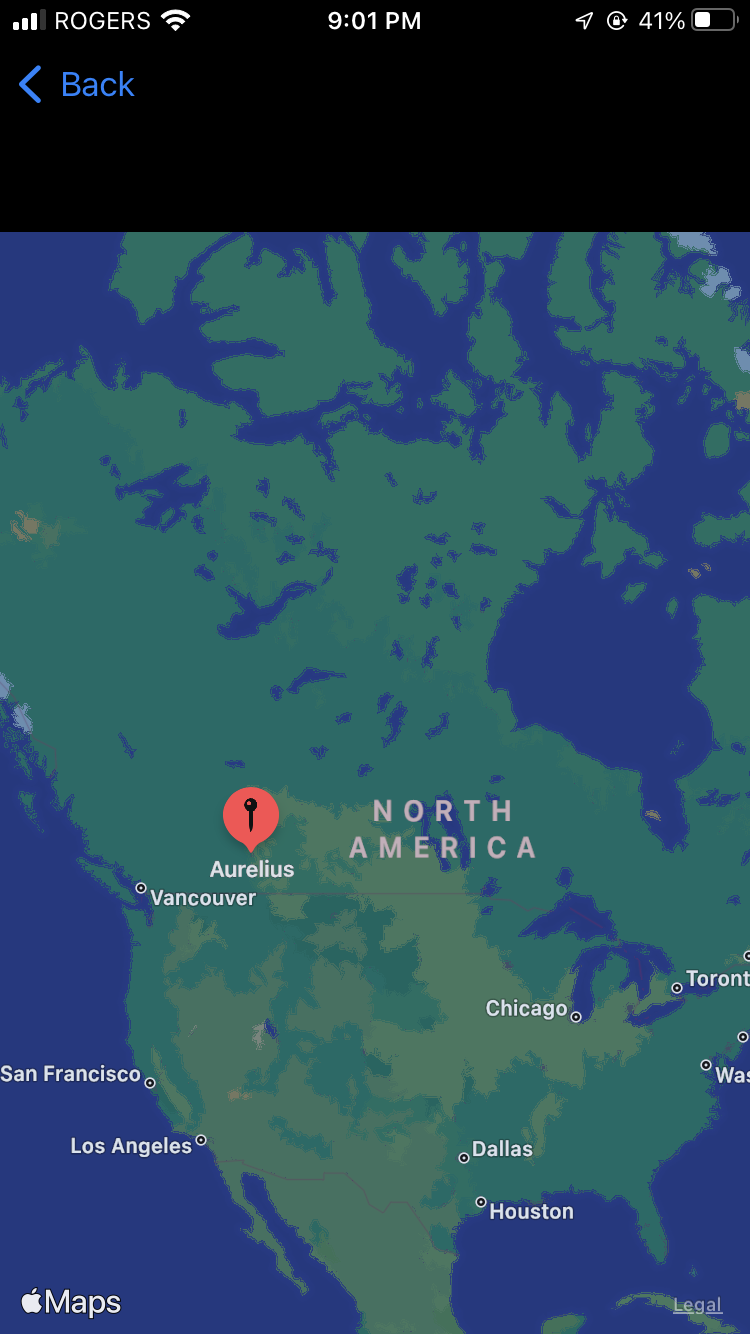 ROGERS 9:01 PM 41%
Back
NORTH
AMERICA
Aurelius
Vancouver
Toront
Chicago
San Francisco
Was
Los Angeles
Dallas
Houston
Maps
Legal